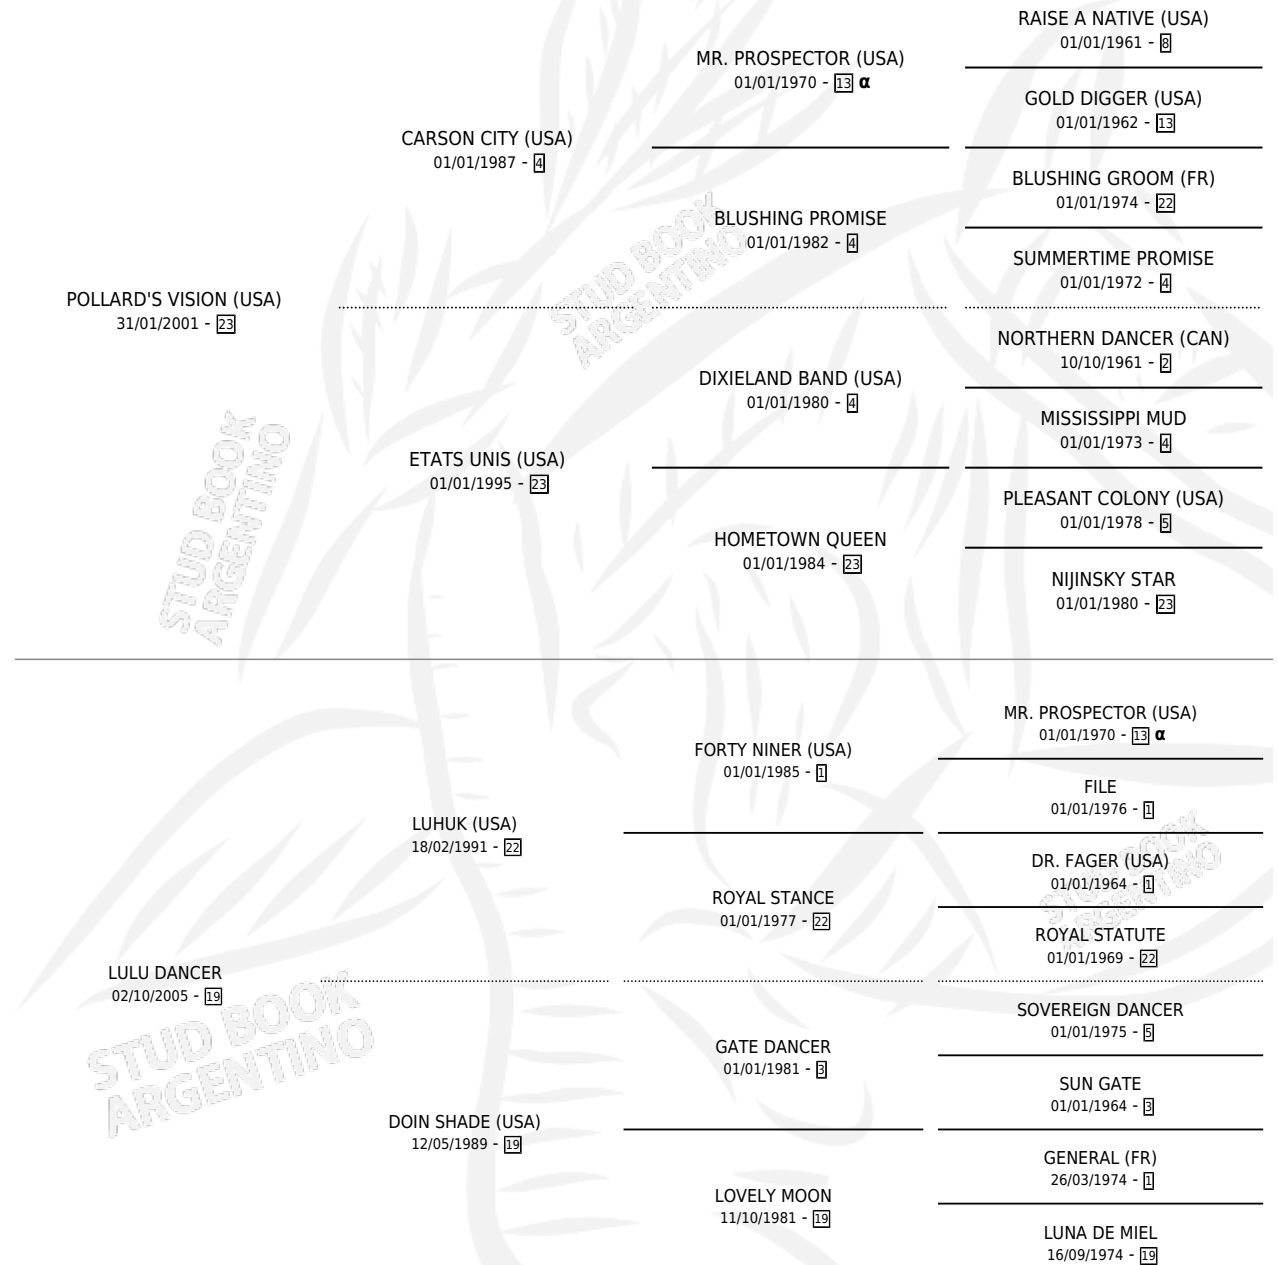 RAISE A NATIVE (USA)
01/01/1961 - 8
MR. PROSPECTOR (USA)
01/01/1970 - 13 α
GOLD DIGGER (USA)
01/01/1962 - 13
CARSON CITY (USA)
01/01/1987 - 4
BLUSHING GROOM (FR)
01/01/1974 - 22
BLUSHING PROMISE
01/01/1982 - 4
SUMMERTIME PROMISE
01/01/1972 - 4
POLLARD'S VISION (USA)
31/01/2001 - 23
NORTHERN DANCER (CAN)
10/10/1961 - 2
DIXIELAND BAND (USA)
01/01/1980 - 4
MISSISSIPPI MUD
01/01/1973 - 4
ETATS UNIS (USA)
01/01/1995 - 23
PLEASANT COLONY (USA)
01/01/1978 - 5
HOMETOWN QUEEN
01/01/1984 - 23
NIJINSKY STAR
01/01/1980 - 23
MR. PROSPECTOR (USA)
01/01/1970 - 13 α
FORTY NINER (USA)
01/01/1985 - 1
FILE
01/01/1976 - 1
LUHUK (USA)
18/02/1991 - 22
DR. FAGER (USA)
01/01/1964 - 1
ROYAL STANCE
01/01/1977 - 22
ROYAL STATUTE
01/01/1969 - 22
LULU DANCER
02/10/2005 - 19
SOVEREIGN DANCER
01/01/1975 - 5
GATE DANCER
01/01/1981 - 3
SUN GATE
01/01/1964 - 3
DOIN SHADE (USA)
12/05/1989 - 19
GENERAL (FR)
26/03/1974 - 1
LOVELY MOON
11/10/1981 - 19
LUNA DE MIEL
16/09/1974 - 19
STUD BOOK
ARGENTINO
STUD BOOK
ARGENTINO
STUD BOOK
ARGENTINO
STUD BOOK
ARGENTINO